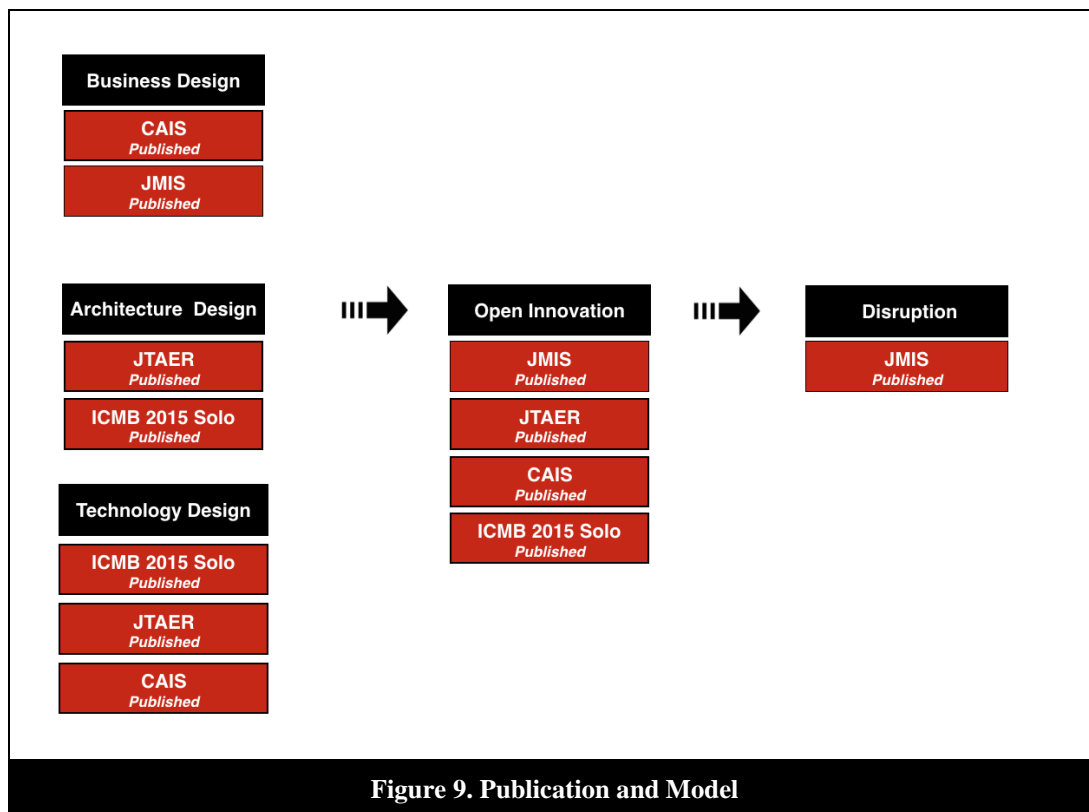 Business Design
CAIS
Published
JMIS
Published
Architecture Design
JTAER
Published
ICMB 2015 Solo
Published
Technology Design
ICMB 2015 Solo
Published
JTAER
Published
CAIS
Published
Open Innovation
JMIS
Published
JTAER
Published
CAIS
Published
ICMB 2015 Solo
Published
Disruption
JMIS
Published
Figure 9. Publication and Model